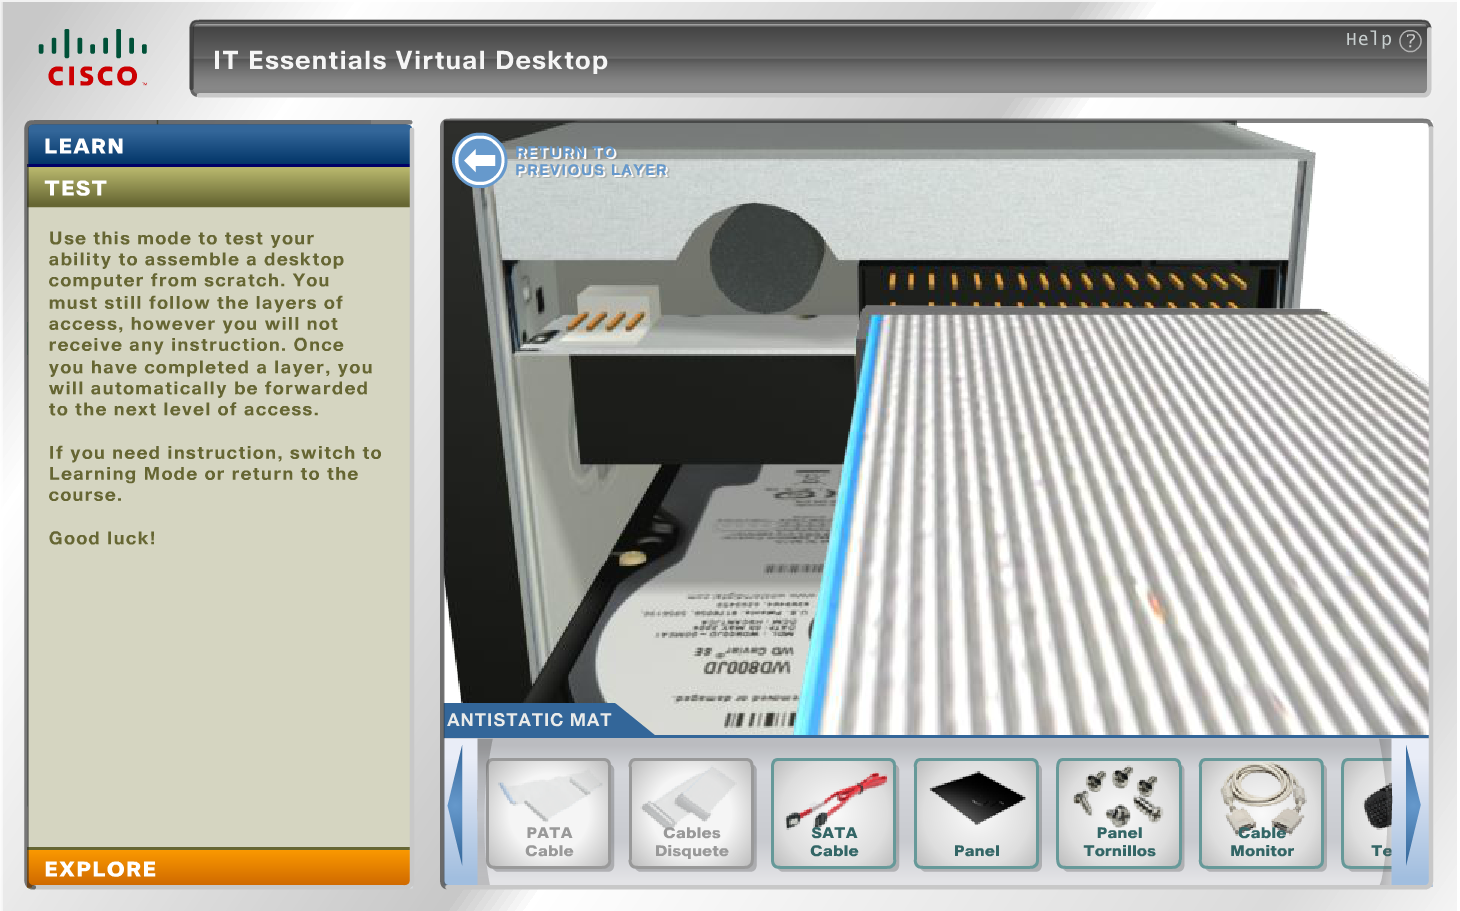 CISCO
IT Essentials Virtual Desktop
Help ?
LEARN
TEST
Use this mode to test your
ability to assemble a desktop
computer from scratch. You
must still follow the layers of
access, however you will not
receive any instruction. Once
you have completed a layer, you
will automatically be forwarded
to the next level of access.
If you need instruction, switch to
Learning Mode or return to the
course.
Good luck!
EXPLORE
RETURN TO
PREVIOUS LAYER
WD Caviar® SE
WD800JD
ANTISTATIC MAT
PATA
Cable
Cables
Disquete
SATA
Cable
Panel
Panel
Tornillos
Cable
Monitor
Te